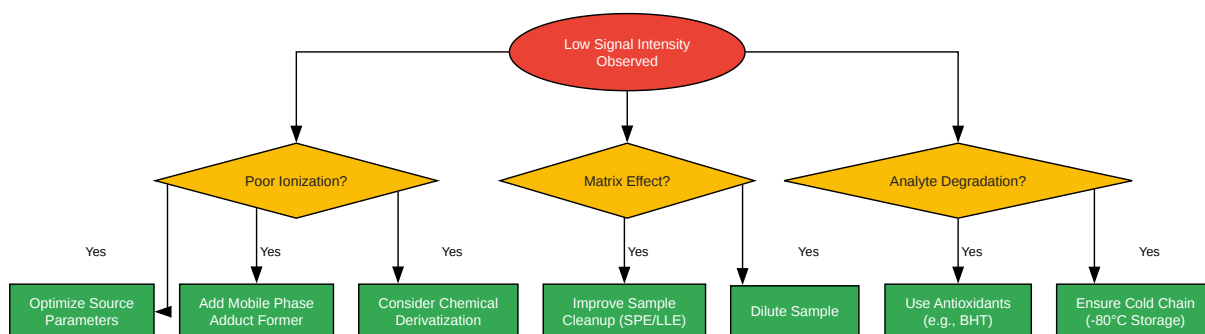 Low Signal Intensity
Observed
Poor Ionization?
Matrix Effect?
Analyte Degradation?
Yes
Yes
Yes
Yes
Yes
Yes
Yes
Optimize Source
Parameters
Add Mobile Phase
Adduct Former
Consider Chemical
Derivatization
Improve Sample
Cleanup (SPE/LLE)
Dilute Sample
Use Antioxidants
(e.g., BHT)
Ensure Cold Chain
(-80°C Storage)